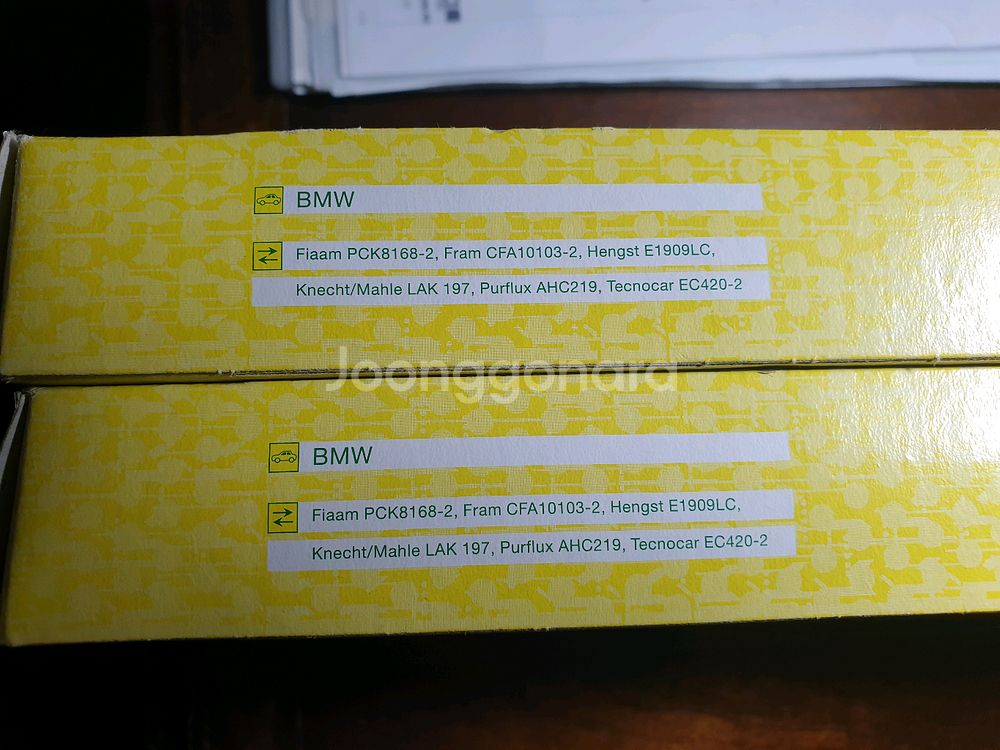 BMW
Fiaam PCK8168-2, Fram CFA10103-2, Hengst E1909LC,
Knecht/Mahle LAK 197, Purflux AHC219, Tecnocar EC420-2
Joonggonara
BMW
Fiaam PCK8168-2, Fram CFA10103-2, Hengst E1909LC,
Knecht/Mahle LAK 197, Purflux AHC219, Tecnocar EC420-2